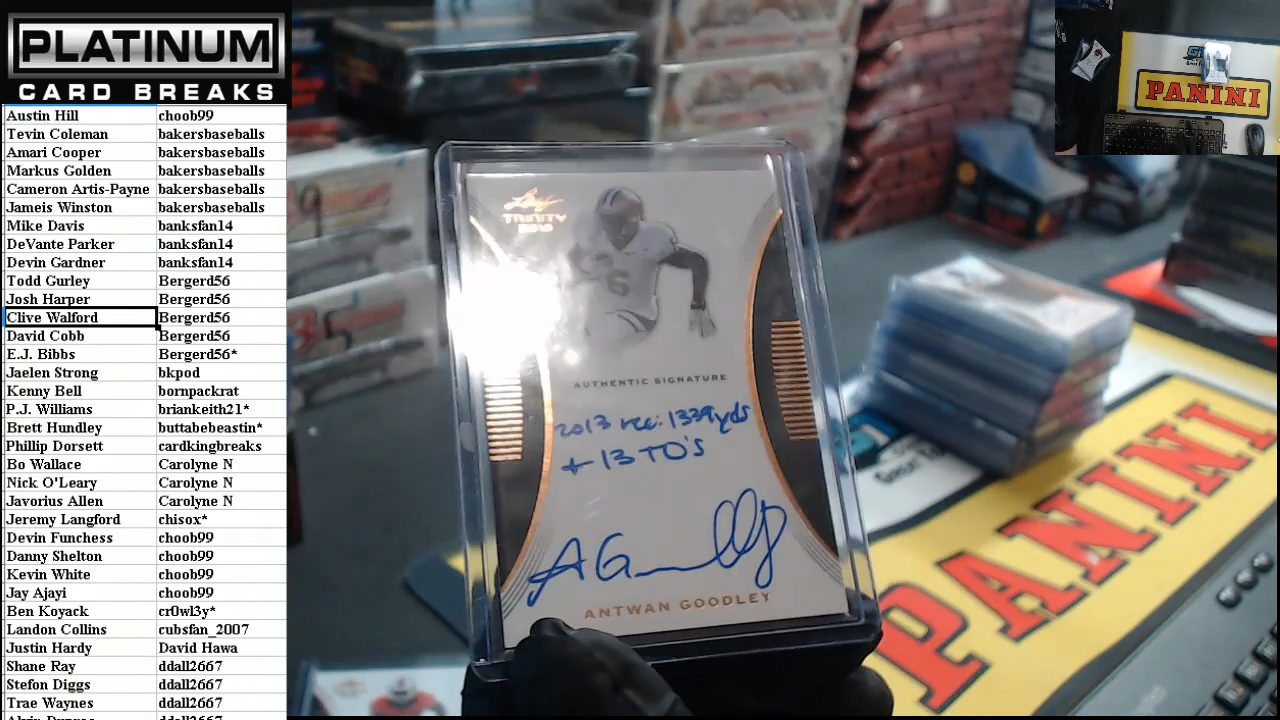 PLATINUM
CARD BREAKS
Austin Hill choob99
Tevin Coleman bakersbaseballs
Amari Cooper bakersbaseballs
Markus Golden bakersbaseballs
Cameron Artis-Payne bakersbaseballs
Jameis Winston bakersbaseballs
Mike Davis banksfan14
DeVante Parker banksfan14
Devin Gardner banksfan14
Todd Gurley Bergerd56
Josh Harper Bergerd56
Clive Walford Bergerd56
David Cobb Bergerd56
E.J. Bibbs Bergerd56*
Jaelen Strong bkpod
Kenny Bell bornpackrat
P.J. Williams briankeith21*
Brett Hundley buttabebeastin*
Phillip Dorsett cardkingbreaks
Bo Wallace Carolyne N
Nick O'Leary Carolyne N
Javorius Allen Carolyne N
Jeremy Langford chisox*
Devin Funchess choob99
Danny Shelton choob99
Kevin White choob99
Jay Ajayi choob99
Ben Koyack cr0wl3y*
Landon Collins cubsfan_2007
Justin Hardy David Hawa
Shane Ray ddall2667
Stefon Diggs ddall2667
Trae Waynes ddall2667
Leaf
TRINITY
2015
6
AUTHENTIC SIGNATURE
2013 rec: 1339yds
+ 13 TD'S
ANTWAN GOODLEY
PANINI
PANINI